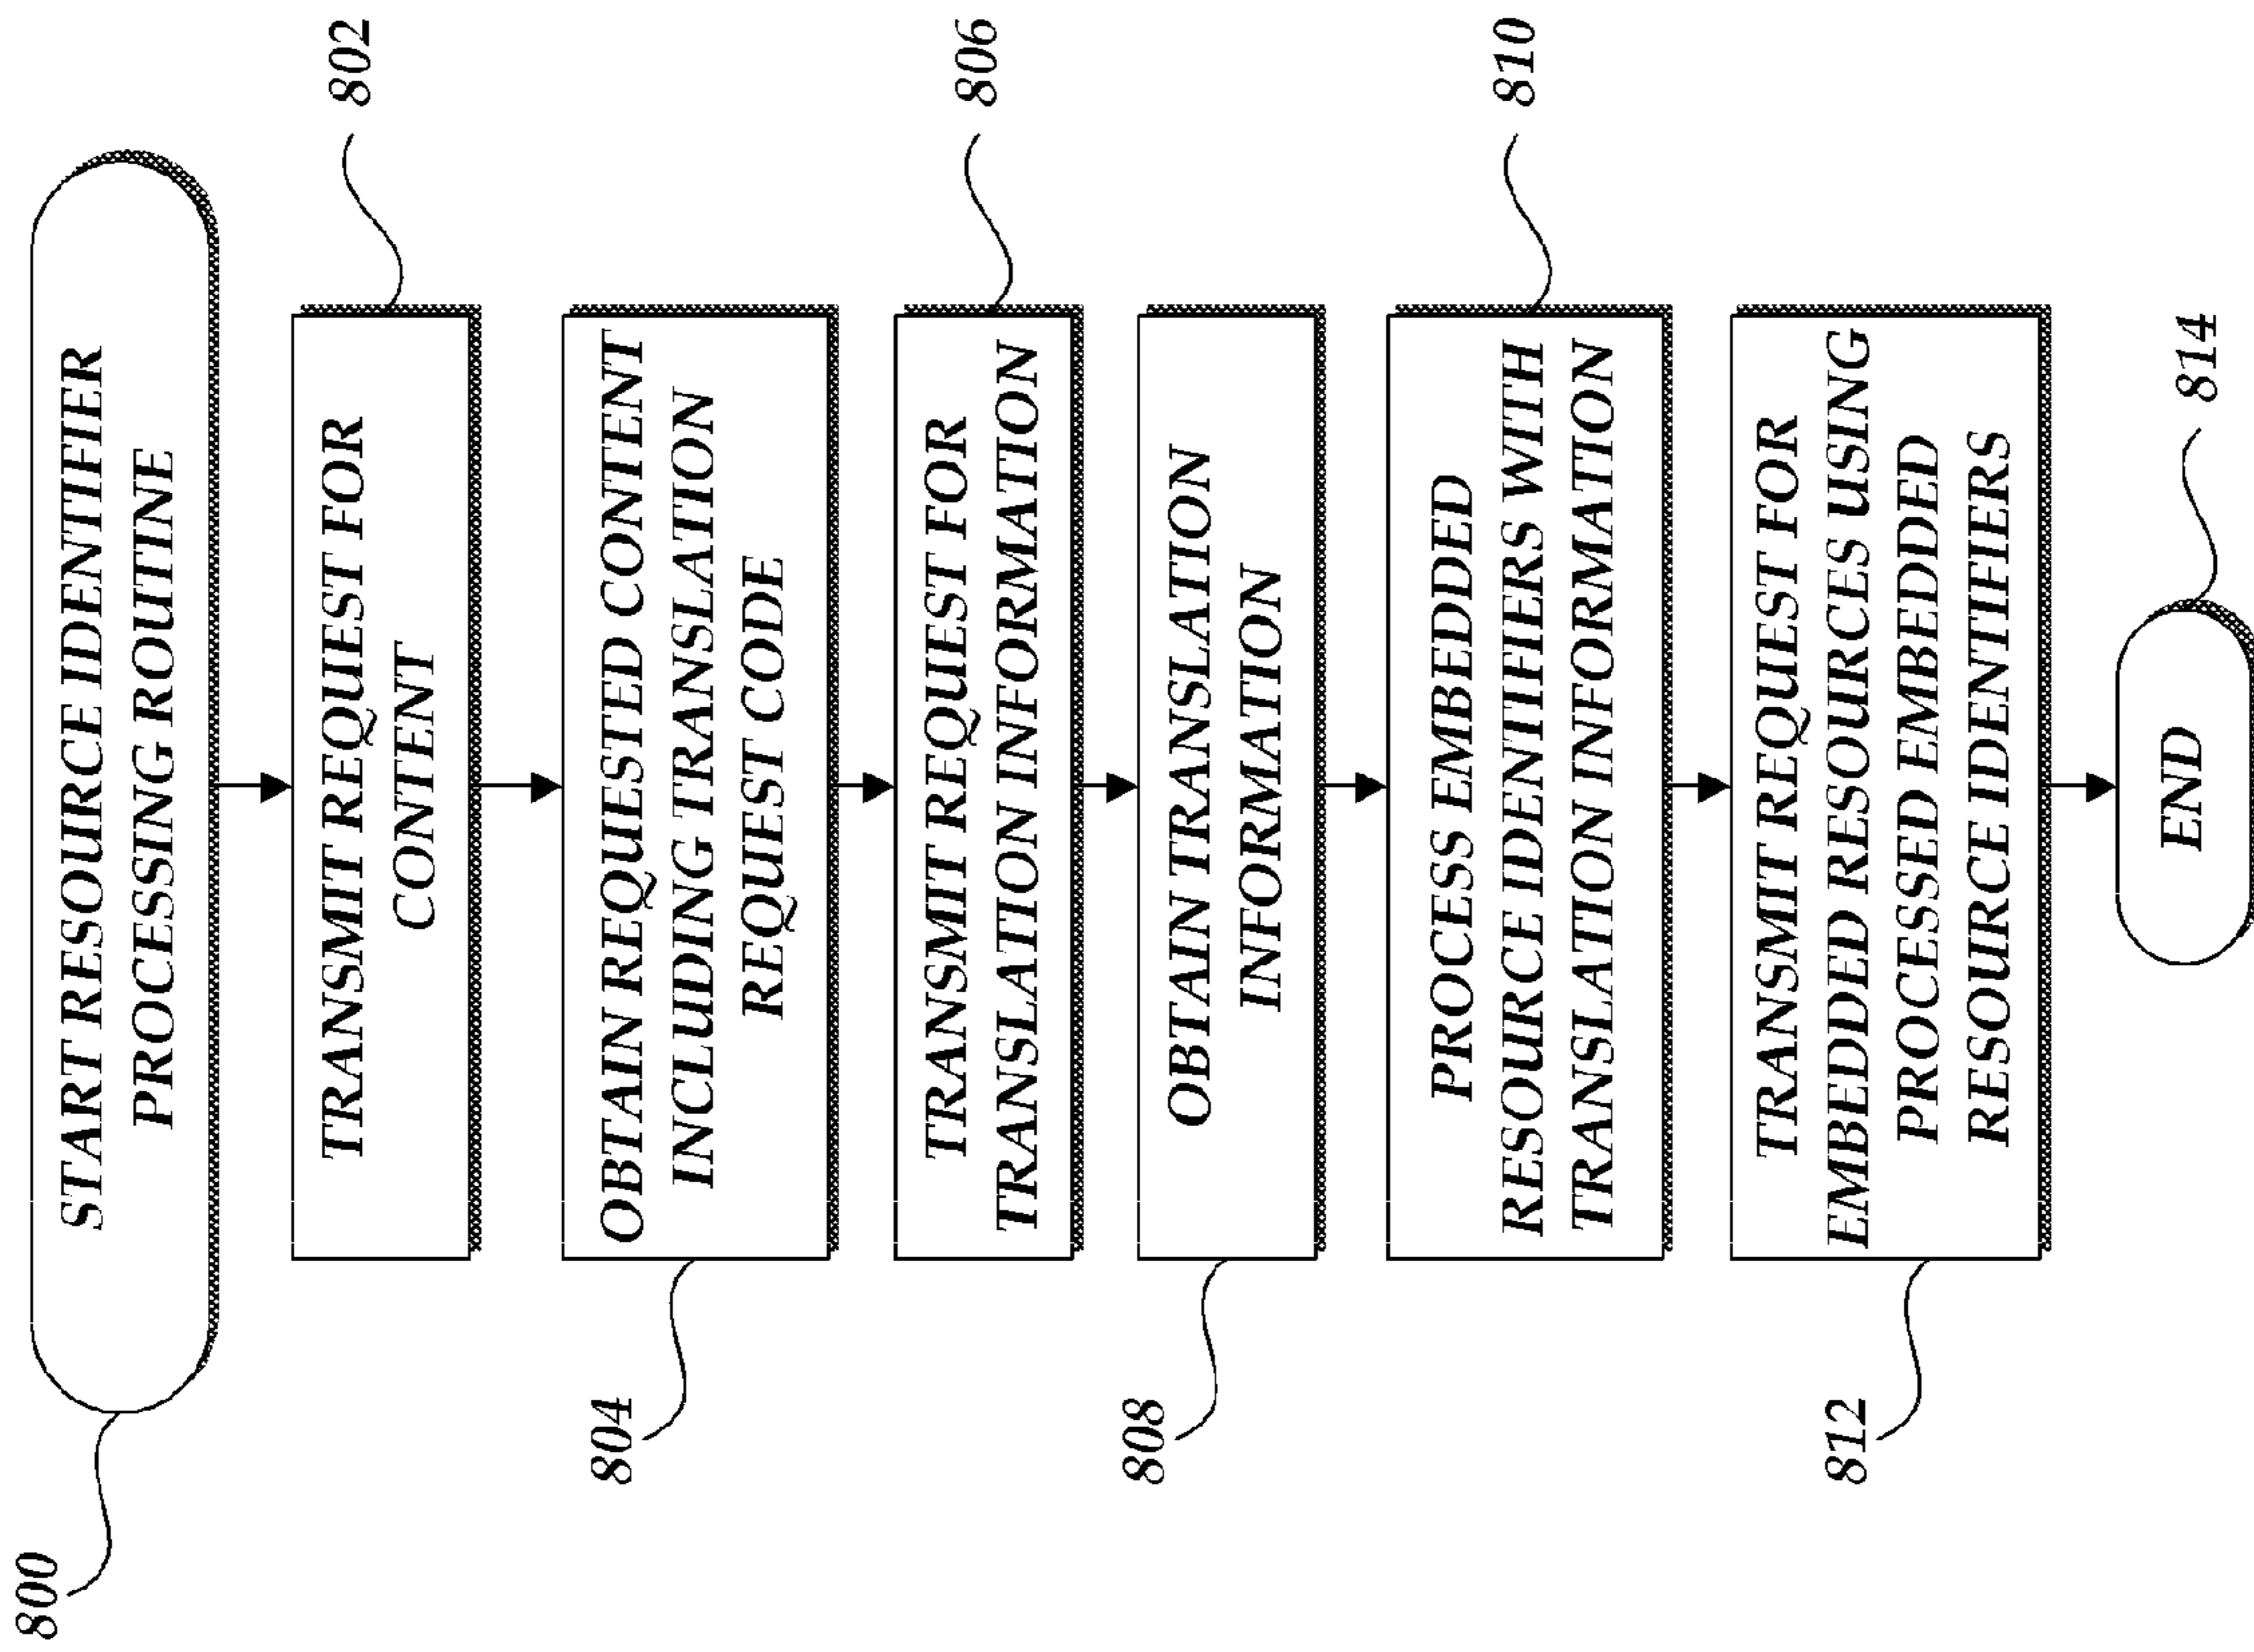 800
START RESOURCE IDENTIFIER
PROCESSING ROUTINE
802
TRANSMIT REQUEST FOR
CONTENT
804
OBTAIN REQUESTED CONTENT
INCLUDING TRANSLATION
REQUEST CODE
806
TRANSMIT REQUEST FOR
TRANSLATION INFORMATION
808
OBTAIN TRANSLATION
INFORMATION
810
PROCESS EMBEDDED
RESOURCE IDENTIFIERS WITH
TRANSLATION INFORMATION
812
TRANSMIT REQUEST FOR
EMBEDDED RESOURCES USING
PROCESSED EMBEDDED
RESOURCE IDENTIFIERS
814
END